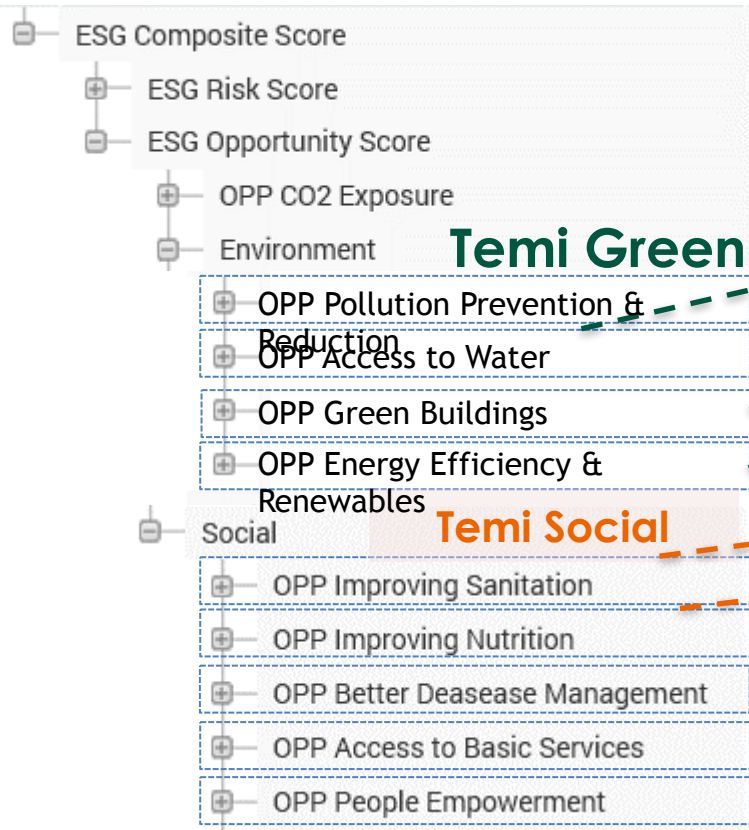 ESG Composite Score
ESG Risk Score
ESG Opportunity Score
OPP CO2 Exposure
Environment
Temi Green
OPP Pollution Prevention &
Reduction
OPP Access to Water
OPP Green Buildings
OPP Energy Efficiency &
Renewables
Social
Temi Social
OPP Improving Sanitation
OPP Improving Nutrition
OPP Better Deasease Management
OPP Access to Basic Services
OPP People Empowerment